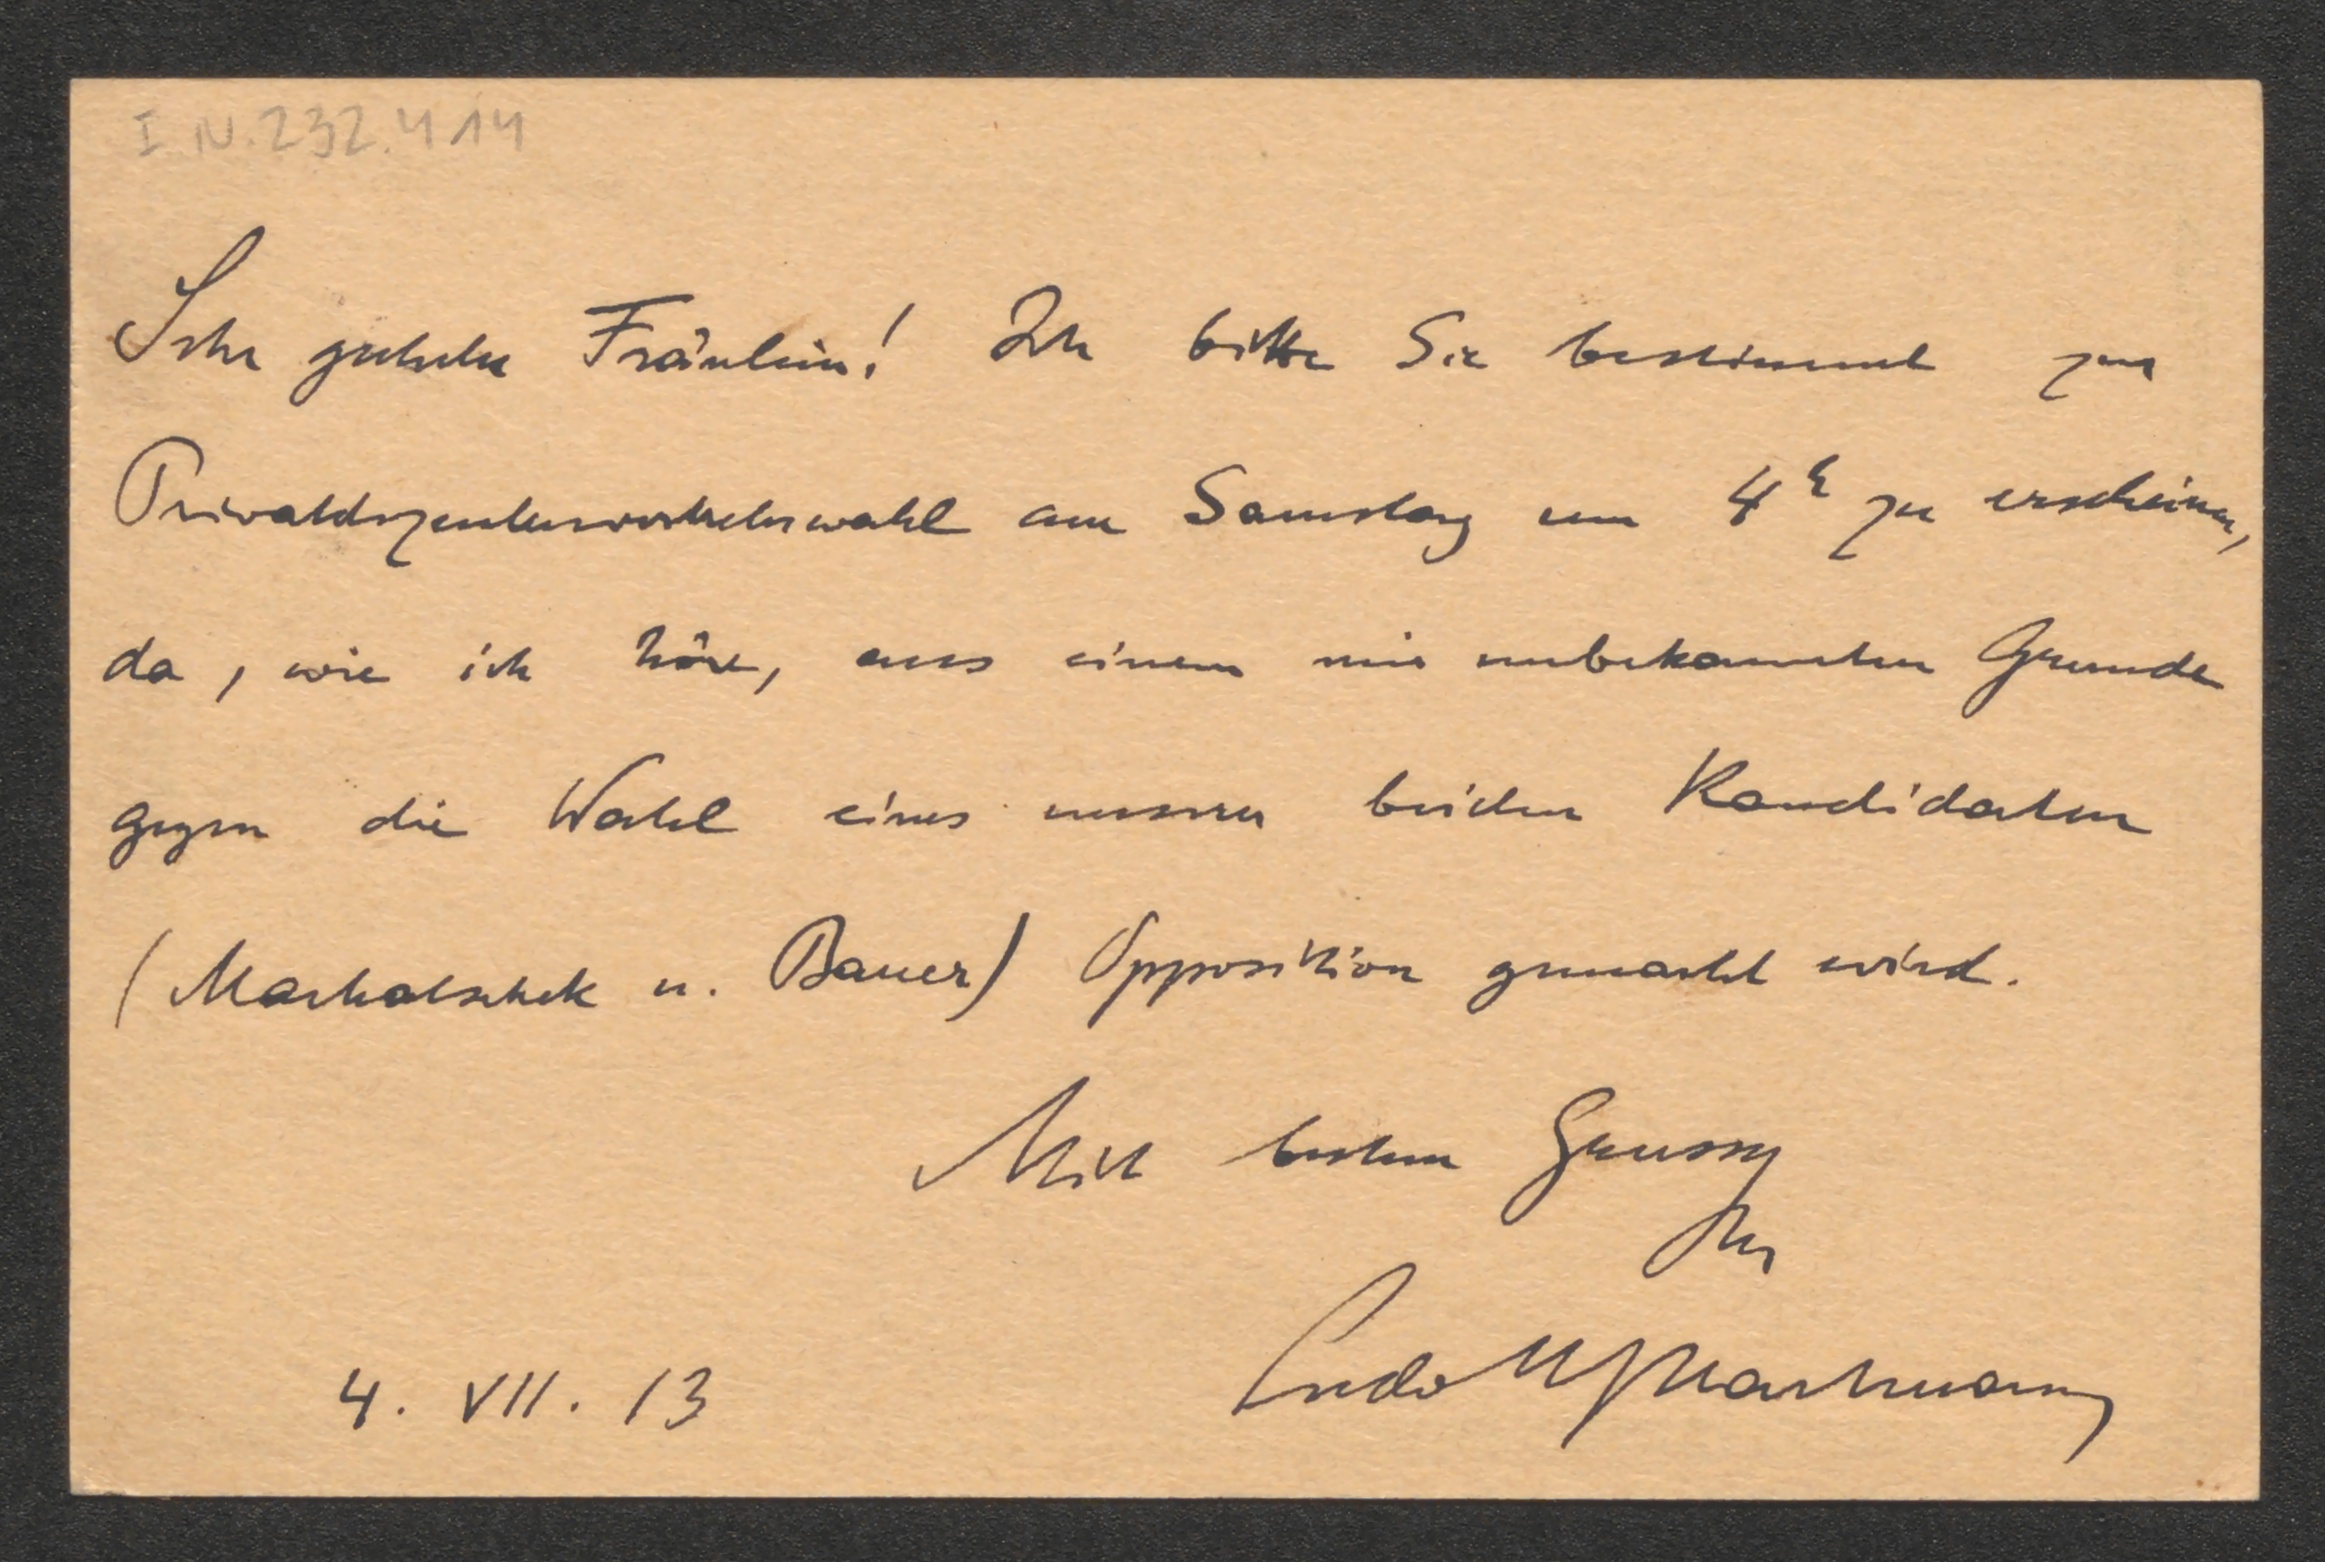 I. N. 232.414
Sehr geehrtes Fräulein! Ich bitte Sie bestimmt zur
Privatdozentenvertreterwahl am Samstag um 4h zu erscheinen,
da, wie ich höre, aus einem mir unbekannten Grunde
gegen die Wahl eines unserer beiden Kandidaten
(Machatschek u. Bauer) Opposition gemacht wird.
Mit bestem Grusse
Ihr
Ludo M Hartmann
4. VII. 13